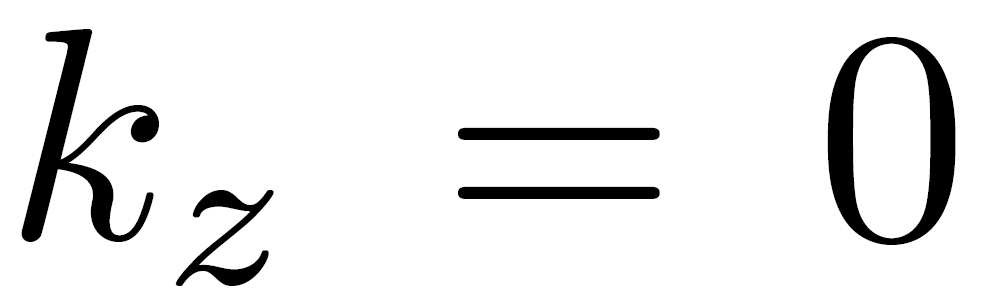 k_z = 0